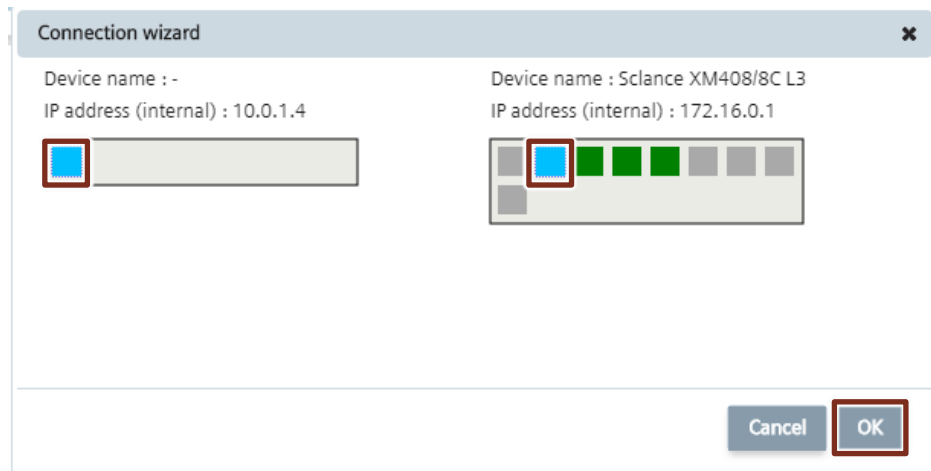 Connection wizard
Device name : -
IP address (internal) : 10.0.1.4
Device name : Sclance XM408/8C L3
IP address (internal) : 172.16.0.1
Cancel
OK